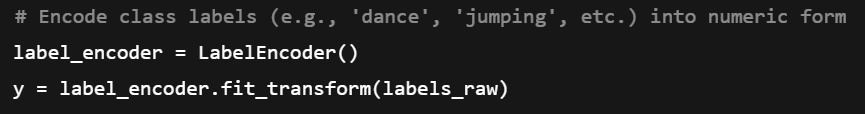 # Encode class labels (e.g., 'dance', 'jumping', etc.) into numeric form
label_encoder = LabelEncoder()
y = label_encoder.fit_transform(labels_raw)